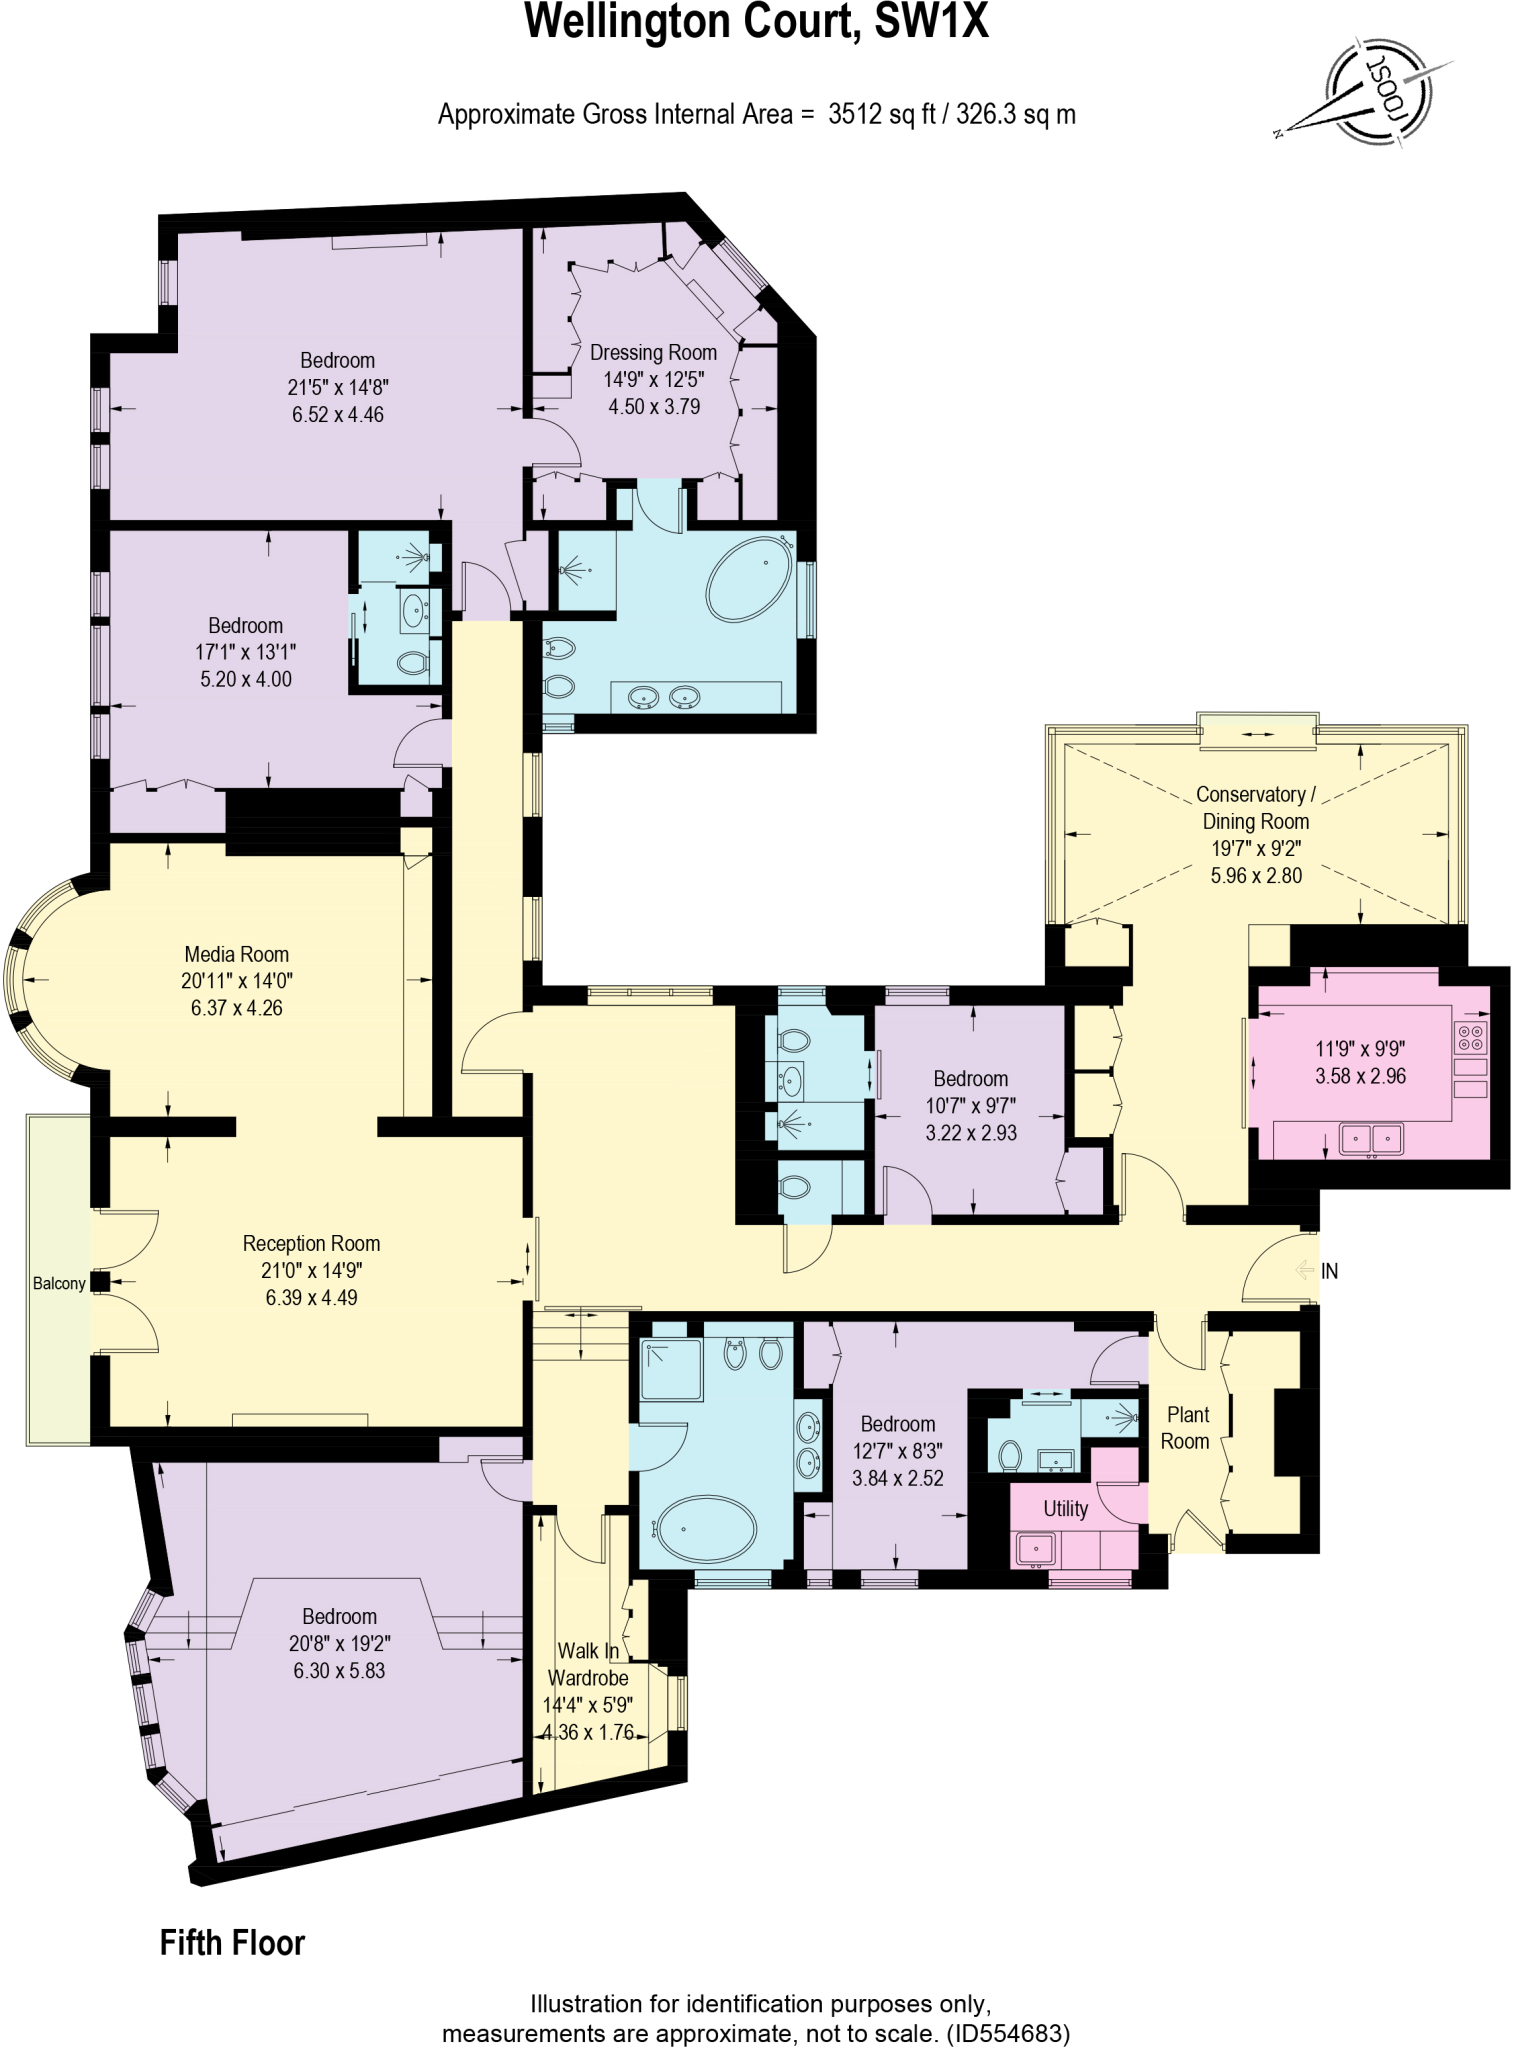 Wellington Court, SW1X
Approximate Gross Internal Area = 3512 sq ft / 326.3 sq m
N
JOOST
Bedroom
21'5" x 14'8"
6.52 x 4.46
Dressing Room
14'9" x 12'5"
4.50 x 3.79
Bedroom
17'1" x 13'1"
5.20 x 4.00
Conservatory /
Dining Room
19'7" x 9'2"
5.96 x 2.80
Media Room
20'11" x 14'0"
6.37 x 4.26
11'9" x 9'9"
3.58 x 2.96
Bedroom
10'7" x 9'7"
3.22 x 2.93
Reception Room
21'0" x 14'9"
6.39 x 4.49
Balcony
IN
Bedroom
12'7" x 8'3"
3.84 x 2.52
Plant
Room
Utility
Bedroom
20'8" x 19'2"
6.30 x 5.83
Walk In
Wardrobe
14'4" x 5'9"
4.36 x 1.76
Fifth Floor
Illustration for identification purposes only,
measurements are approximate, not to scale. (ID554683)